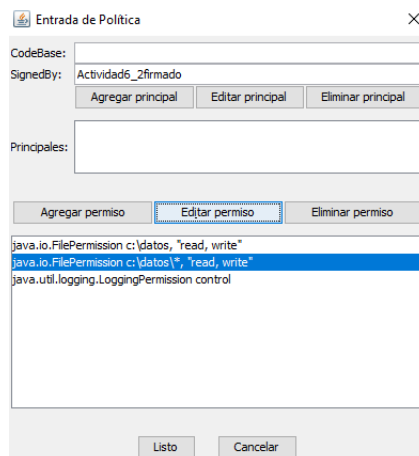 Entrada de Política
CodeBase:
SignedBy: Actividad6_2firmado
Agregar principal Editar principal Eliminar principal
Principales:
Agregar permiso Editar permiso Eliminar permiso
java.io.FilePermission c:\datos, "read, write"
java.io.FilePermission c:\datos\*, "read, write"
java.util.logging.LoggingPermission control
Listo Cancelar